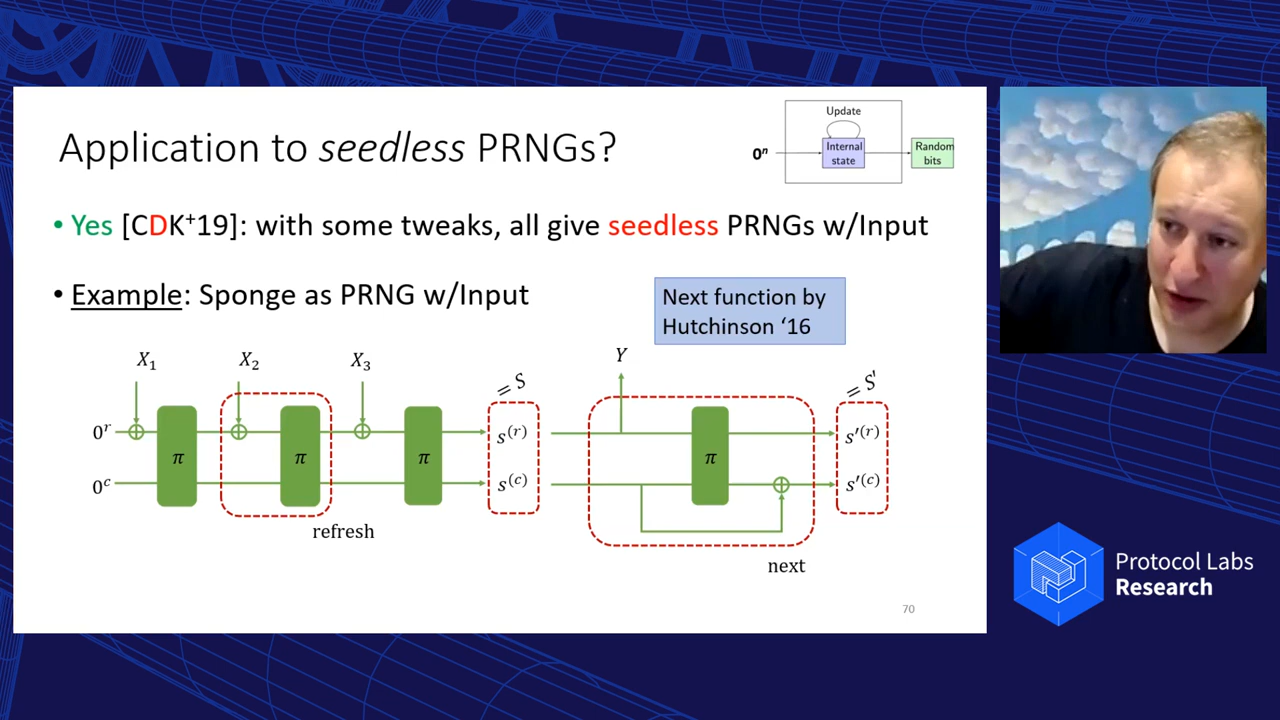 Application to seedless PRNGs?
Update
0ⁿ
Internal
state
Random
bits
• Yes [CDK⁺19]: with some tweaks, all give seedless PRNGs w/Input
• Example: Sponge as PRNG w/Input
Next function by
Hutchinson ‘16
X₁ X₂ X₃
= S
Y
= S'
0ʳ
s⁽ʳ⁾
s'⁽ʳ⁾
π π π π
0ᶜ
s⁽ᶜ⁾
s'⁽ᶜ⁾
refresh
next
70
Protocol Labs
Research